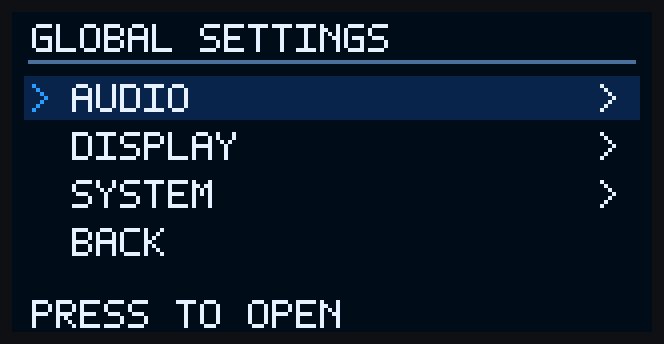 GLOBAL SETTINGS
> AUDIO >
DISPLAY >
SYSTEM >
BACK
PRESS TO OPEN